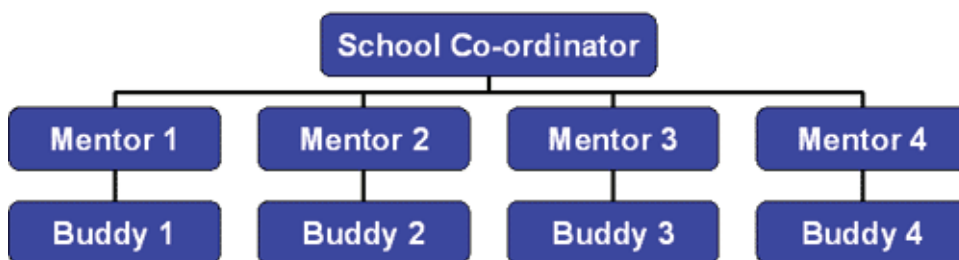 School Co-ordinator
Mentor 1
Mentor 2
Mentor 3
Mentor 4
Buddy 1
Buddy 2
Buddy 3
Buddy 4